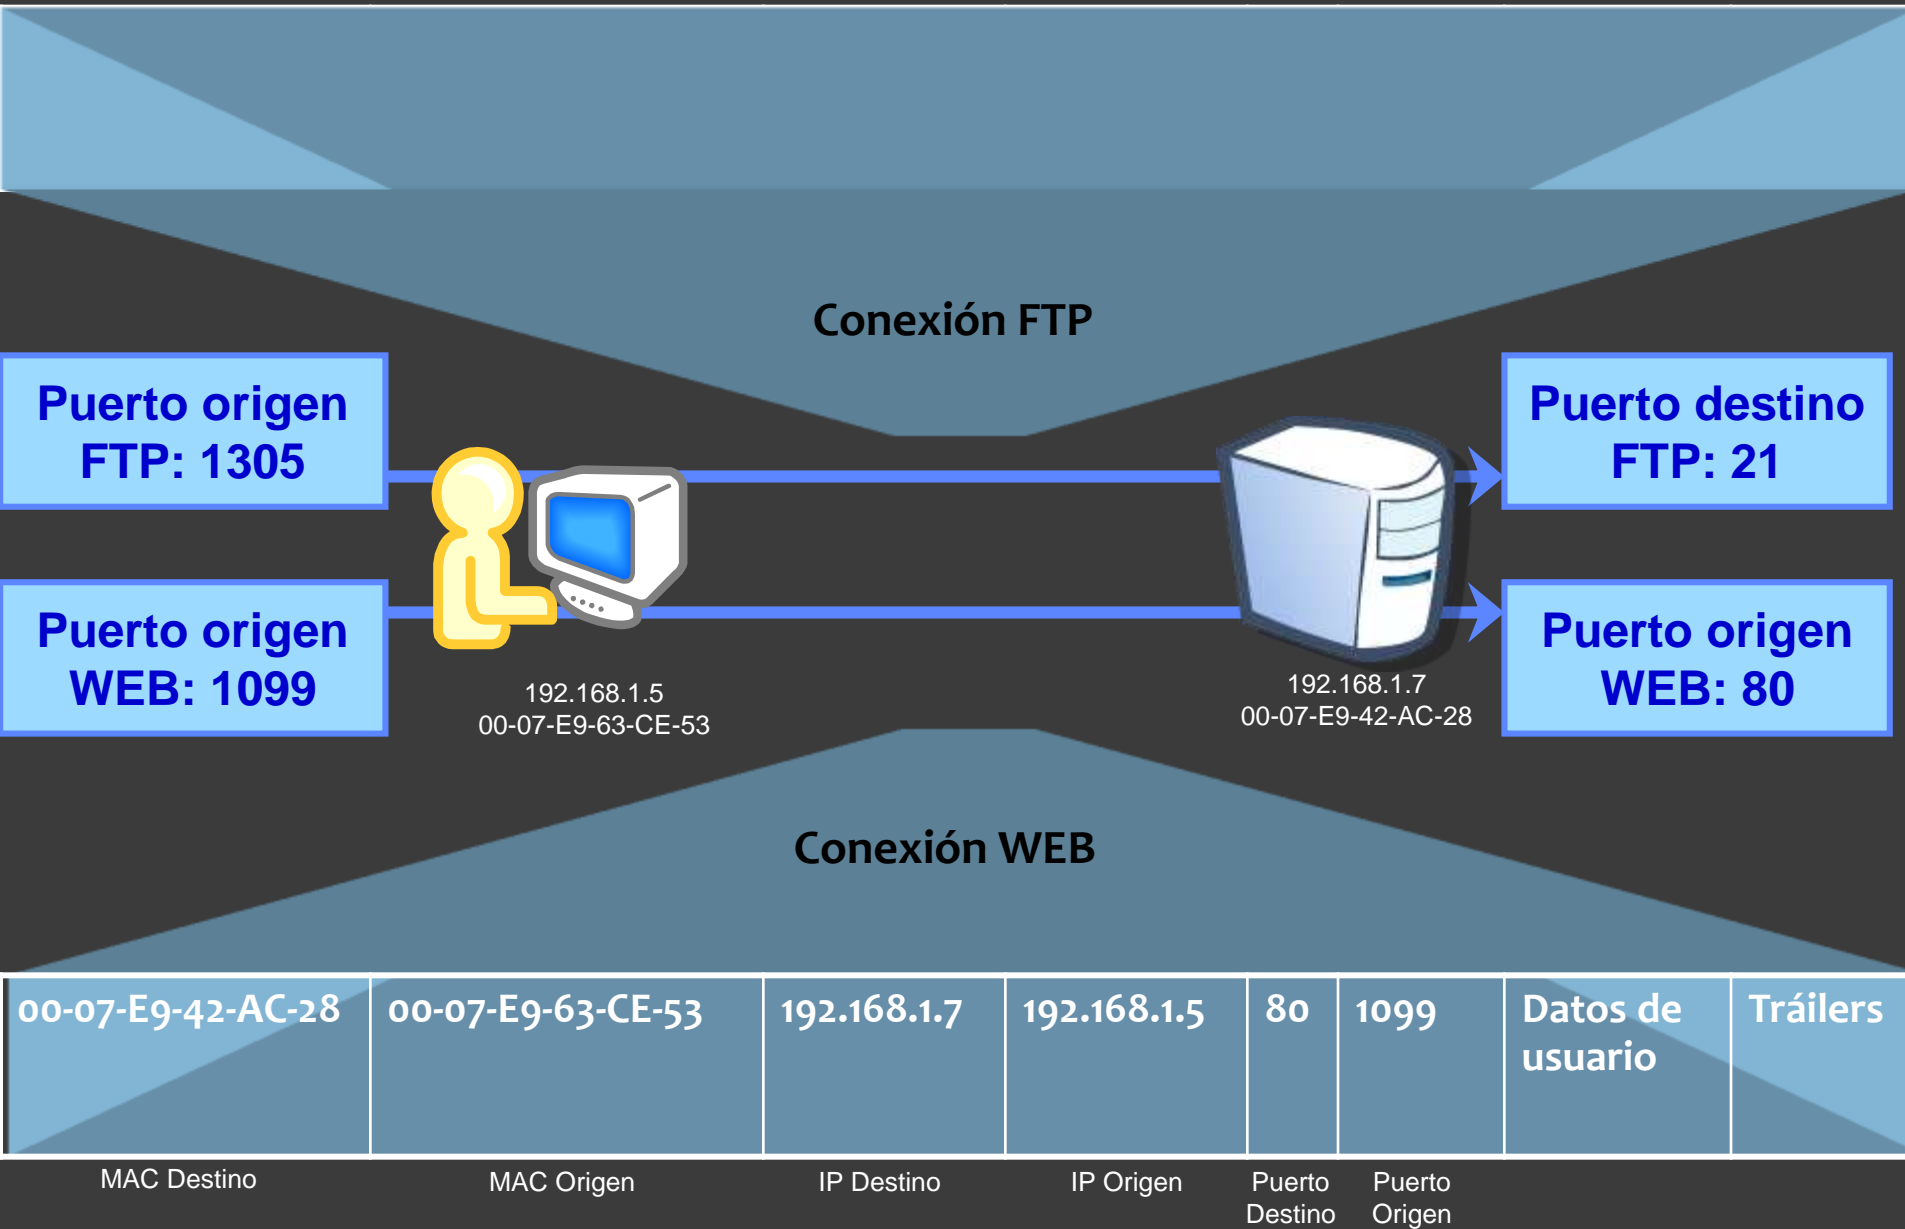 Conexión FTP
Puerto origen
FTP: 1305
Puerto destino
FTP: 21
Puerto origen
WEB: 1099
Puerto origen
WEB: 80
192.168.1.5
00-07-E9-63-CE-53
192.168.1.7
00-07-E9-42-AC-28
Conexión WEB
00-07-E9-42-AC-28 00-07-E9-63-CE-53 192.168.1.7 192.168.1.5 80 1099 Datos de Tráilers
usuario
MAC Destino MAC Origen IP Destino IP Origen Puerto Puerto
Destino Origen